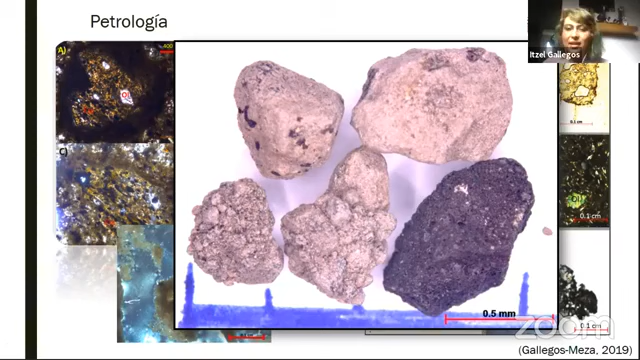 Petrología
Itzel Gallegos
A)
400
Ol
C)
0.1 cm
0.1 cm
0.5 mm
0.1 cm
zoom
(Gallegos-Meza, 2019)